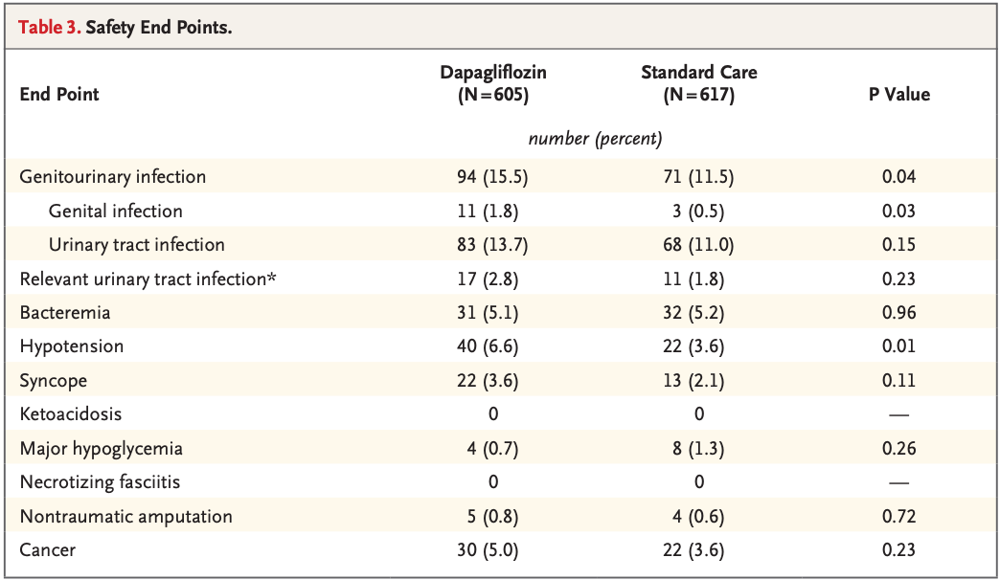 Table 3. Safety End Points.
End Point Dapagliflozin (N=605) Standard Care (N=617) P Value
number (percent)
Genitourinary infection 94 (15.5) 71 (11.5) 0.04
Genital infection 11 (1.8) 3 (0.5) 0.03
Urinary tract infection 83 (13.7) 68 (11.0) 0.15
Relevant urinary tract infection* 17 (2.8) 11 (1.8) 0.23
Bacteremia 31 (5.1) 32 (5.2) 0.96
Hypotension 40 (6.6) 22 (3.6) 0.01
Syncope 22 (3.6) 13 (2.1) 0.11
Ketoacidosis 0 0 —
Major hypoglycemia 4 (0.7) 8 (1.3) 0.26
Necrotizing fasciitis 0 0 —
Nontraumatic amputation 5 (0.8) 4 (0.6) 0.72
Cancer 30 (5.0) 22 (3.6) 0.23